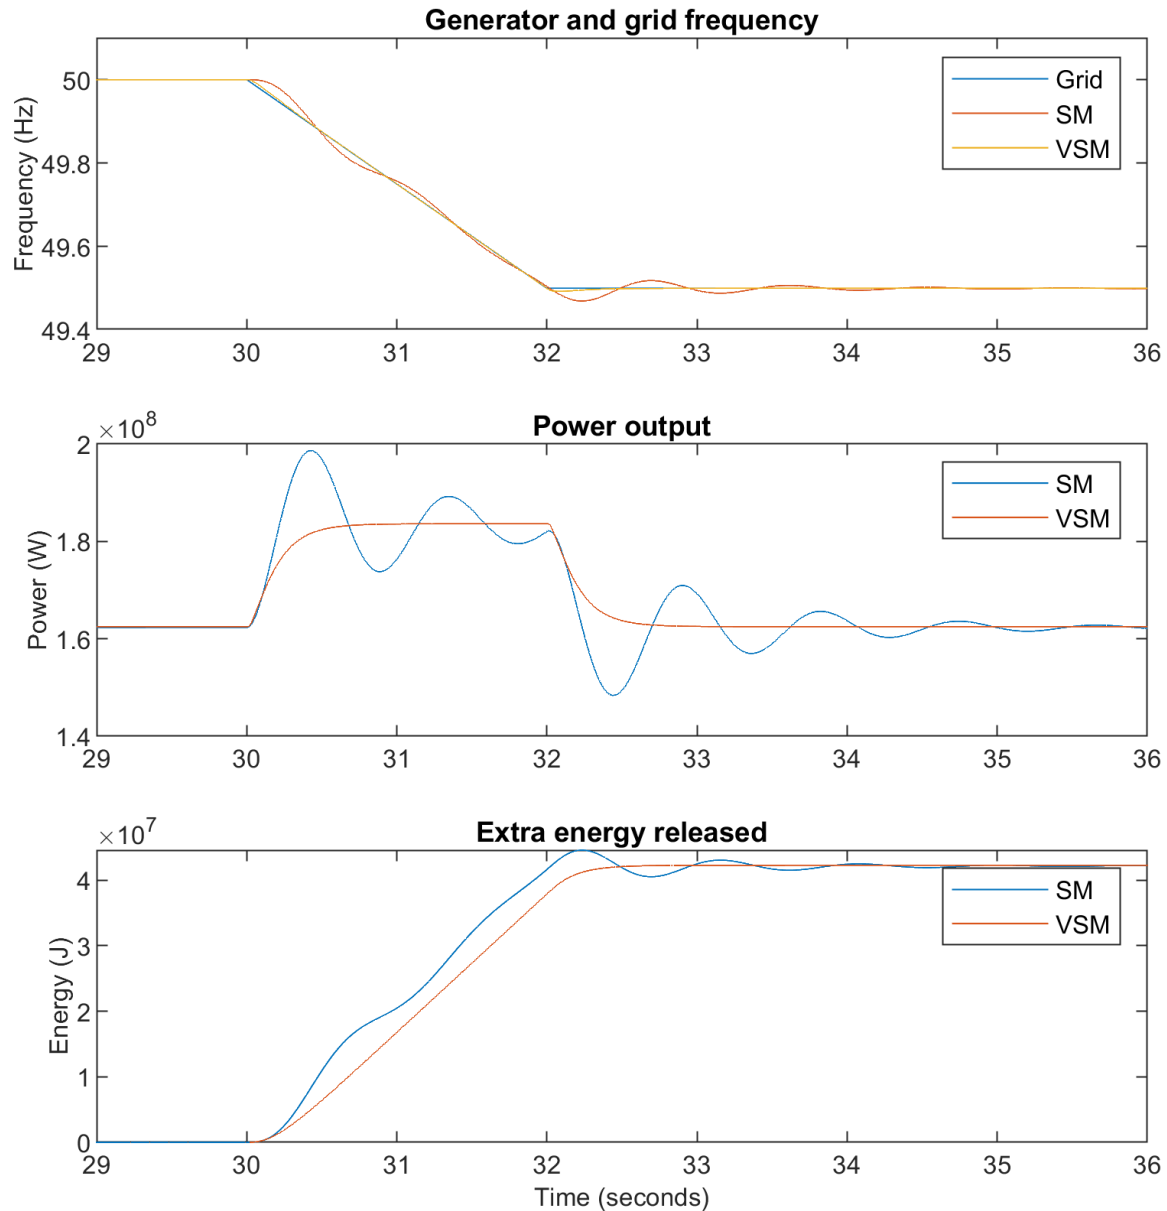 Generator and grid frequency
Frequency (Hz)
50
49.8
49.6
49.4
29 30 31 32 33 34 35 36
Grid
SM
VSM
Power output
×10^8
Power (W)
2
1.8
1.6
1.4
29 30 31 32 33 34 35 36
SM
VSM
Extra energy released
×10^7
Energy (J)
4
3
2
1
0
29 30 31 32 33 34 35 36
SM
VSM
Time (seconds)